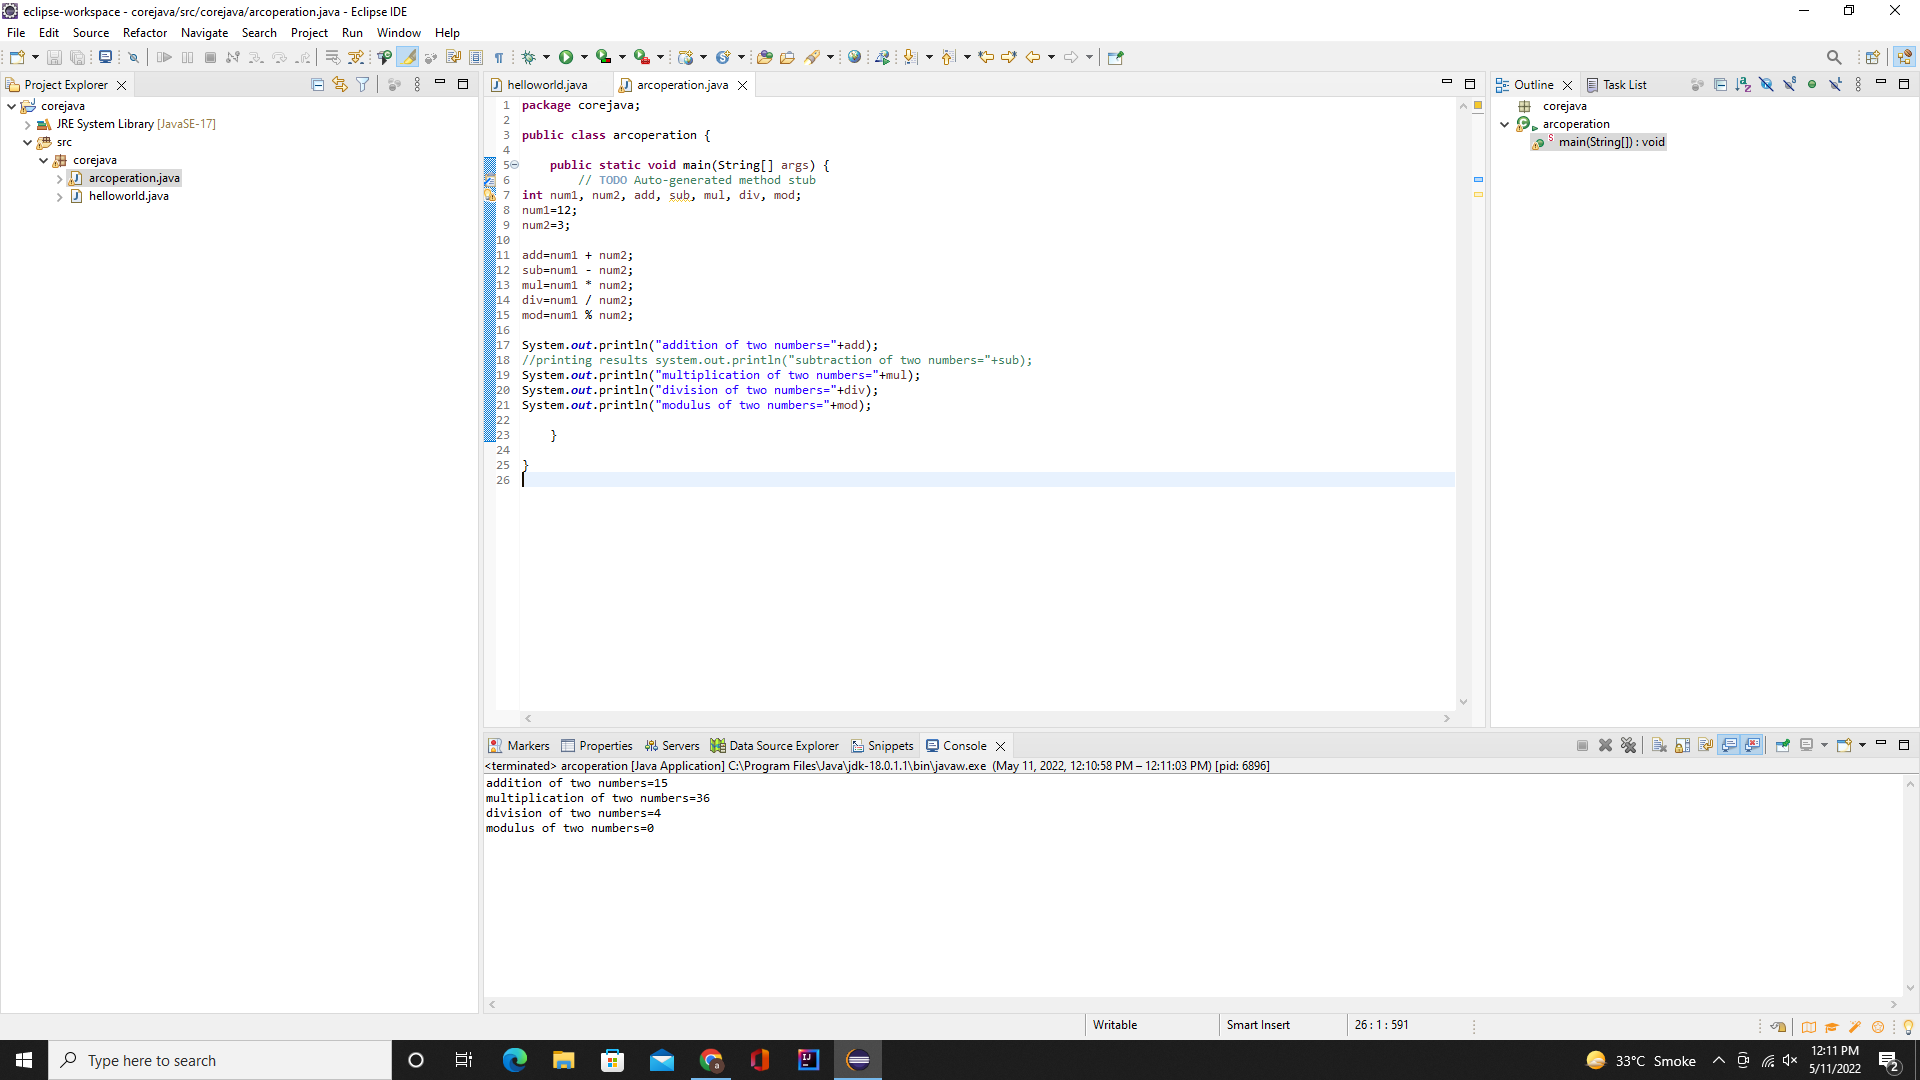 eclipse-workspace - corejava/src/corejava/arcoperation.java - Eclipse IDE
File Edit Source Refactor Navigate Search Project Run Window Help
Project Explorer
corejava
JRE System Library [JavaSE-17]
src
corejava
arcoperation.java
helloworld.java
helloworld.java arcoperation.java
1 package corejava;
2
3 public class arcoperation {
4
5 public static void main(String[] args) {
6 // TODO Auto-generated method stub
7 int num1, num2, add, sub, mul, div, mod;
8 num1=12;
9 num2=3;
10
11 add=num1 + num2;
12 sub=num1 - num2;
13 mul=num1 * num2;
14 div=num1 / num2;
15 mod=num1 % num2;
16
17 System.out.println("addition of two numbers="+add);
18 //printing results system.out.println("subtraction of two numbers="+sub);
19 System.out.println("multiplication of two numbers="+mul);
20 System.out.println("division of two numbers="+div);
21 System.out.println("modulus of two numbers="+mod);
22
23 }
24
25 }
26
Outline Task List
corejava
arcoperation
main(String[]) : void
Markers Properties Servers Data Source Explorer Snippets Console
<terminated> arcoperation [Java Application] C:\Program Files\Java\jdk-18.0.1.1\bin\javaw.exe (May 11, 2022, 12:10:58 PM – 12:11:03 PM) [pid: 6896]
addition of two numbers=15
multiplication of two numbers=36
division of two numbers=4
modulus of two numbers=0
Writable Smart Insert 26 : 1 : 591
Type here to search
33°C Smoke
12:11 PM
5/11/2022
2